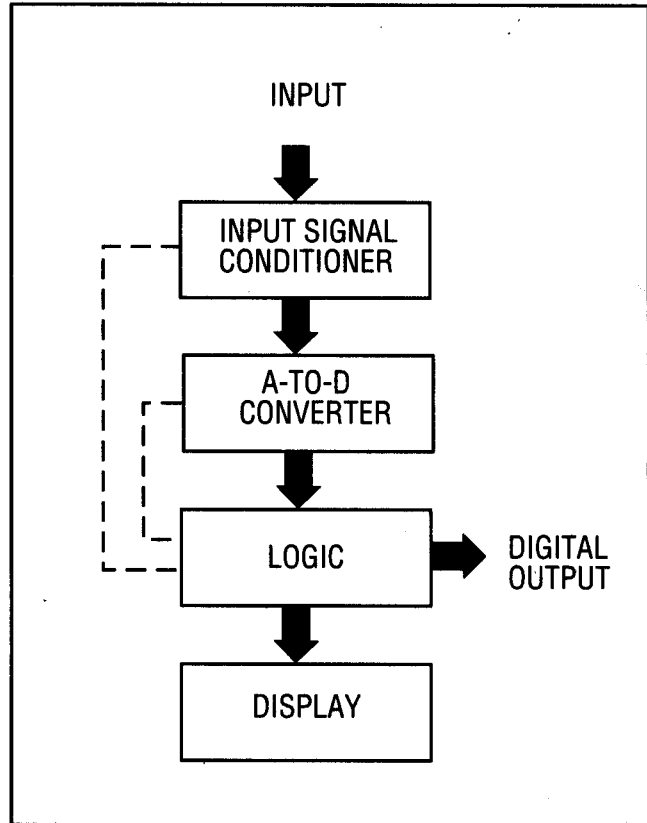 INPUT
INPUT SIGNAL
CONDITIONER
A-TO-D
CONVERTER
LOGIC
DIGITAL
OUTPUT
DISPLAY